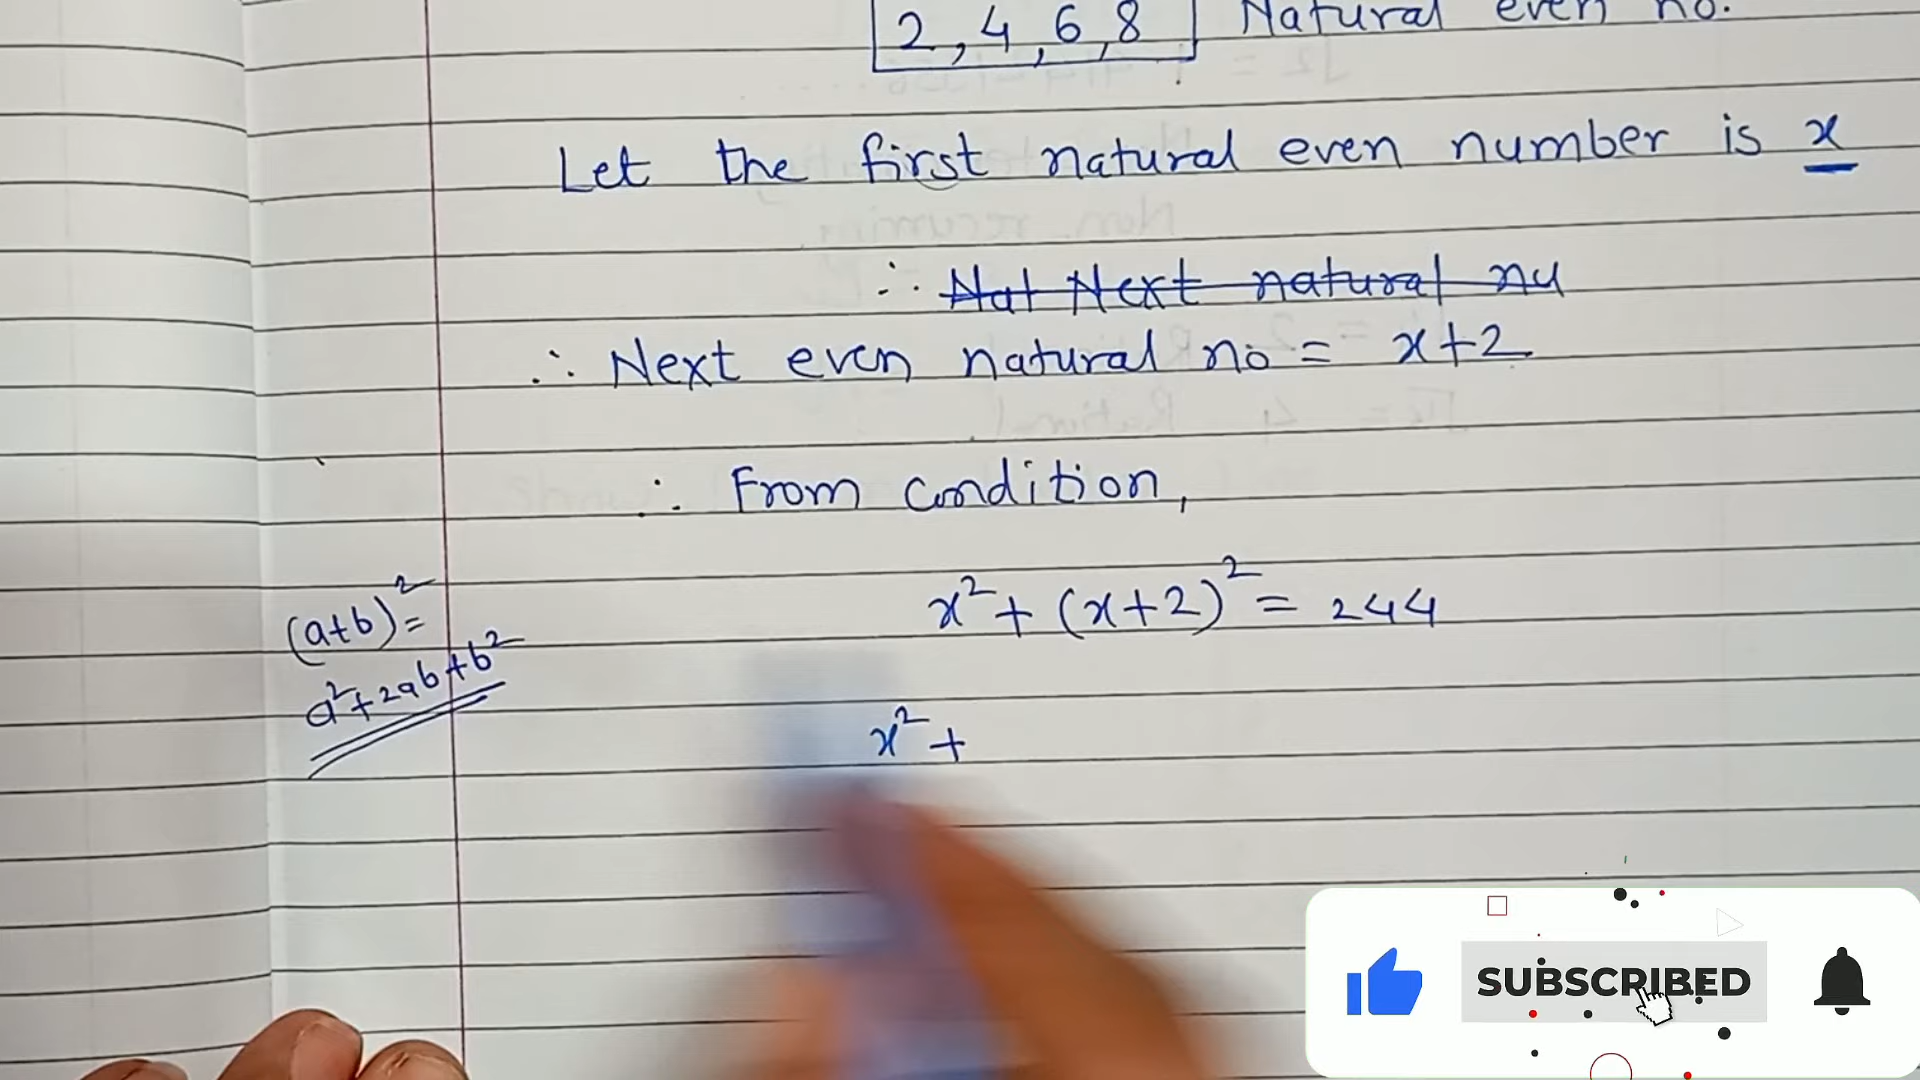 2, 4, 6, 8 Natural even no.
Let the first natural even number is x
∴ Nat Next natural nu
∴ Next even natural no = x+2
∴ From condition,
x² + (x+2)² = 244
(a+b)² =
a²+2ab+b²
x² +
SUBSCRIBED